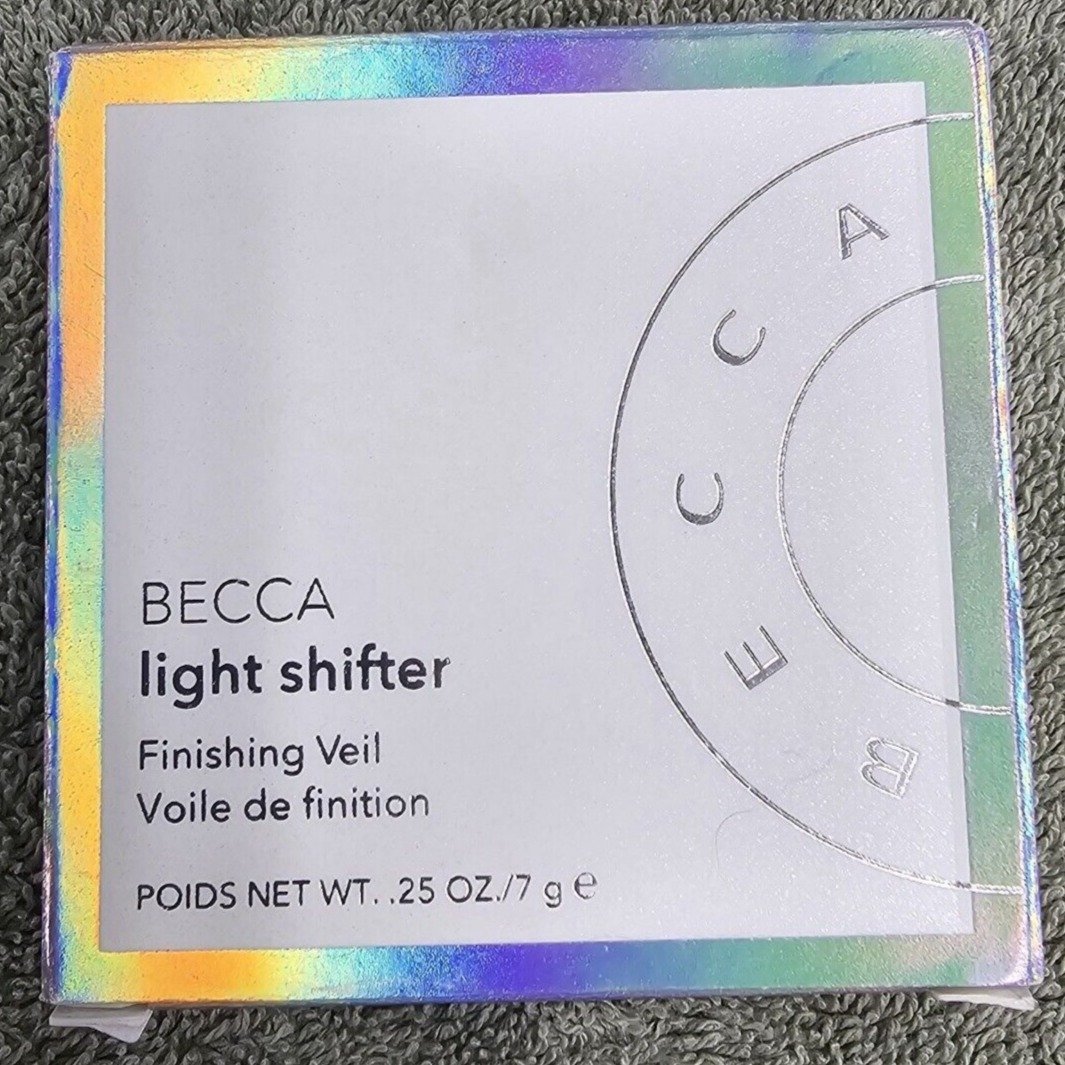 BECCA
BECCA
light shifter
Finishing Veil
Voile de finition
POIDS NET WT. .25 OZ./7 g e